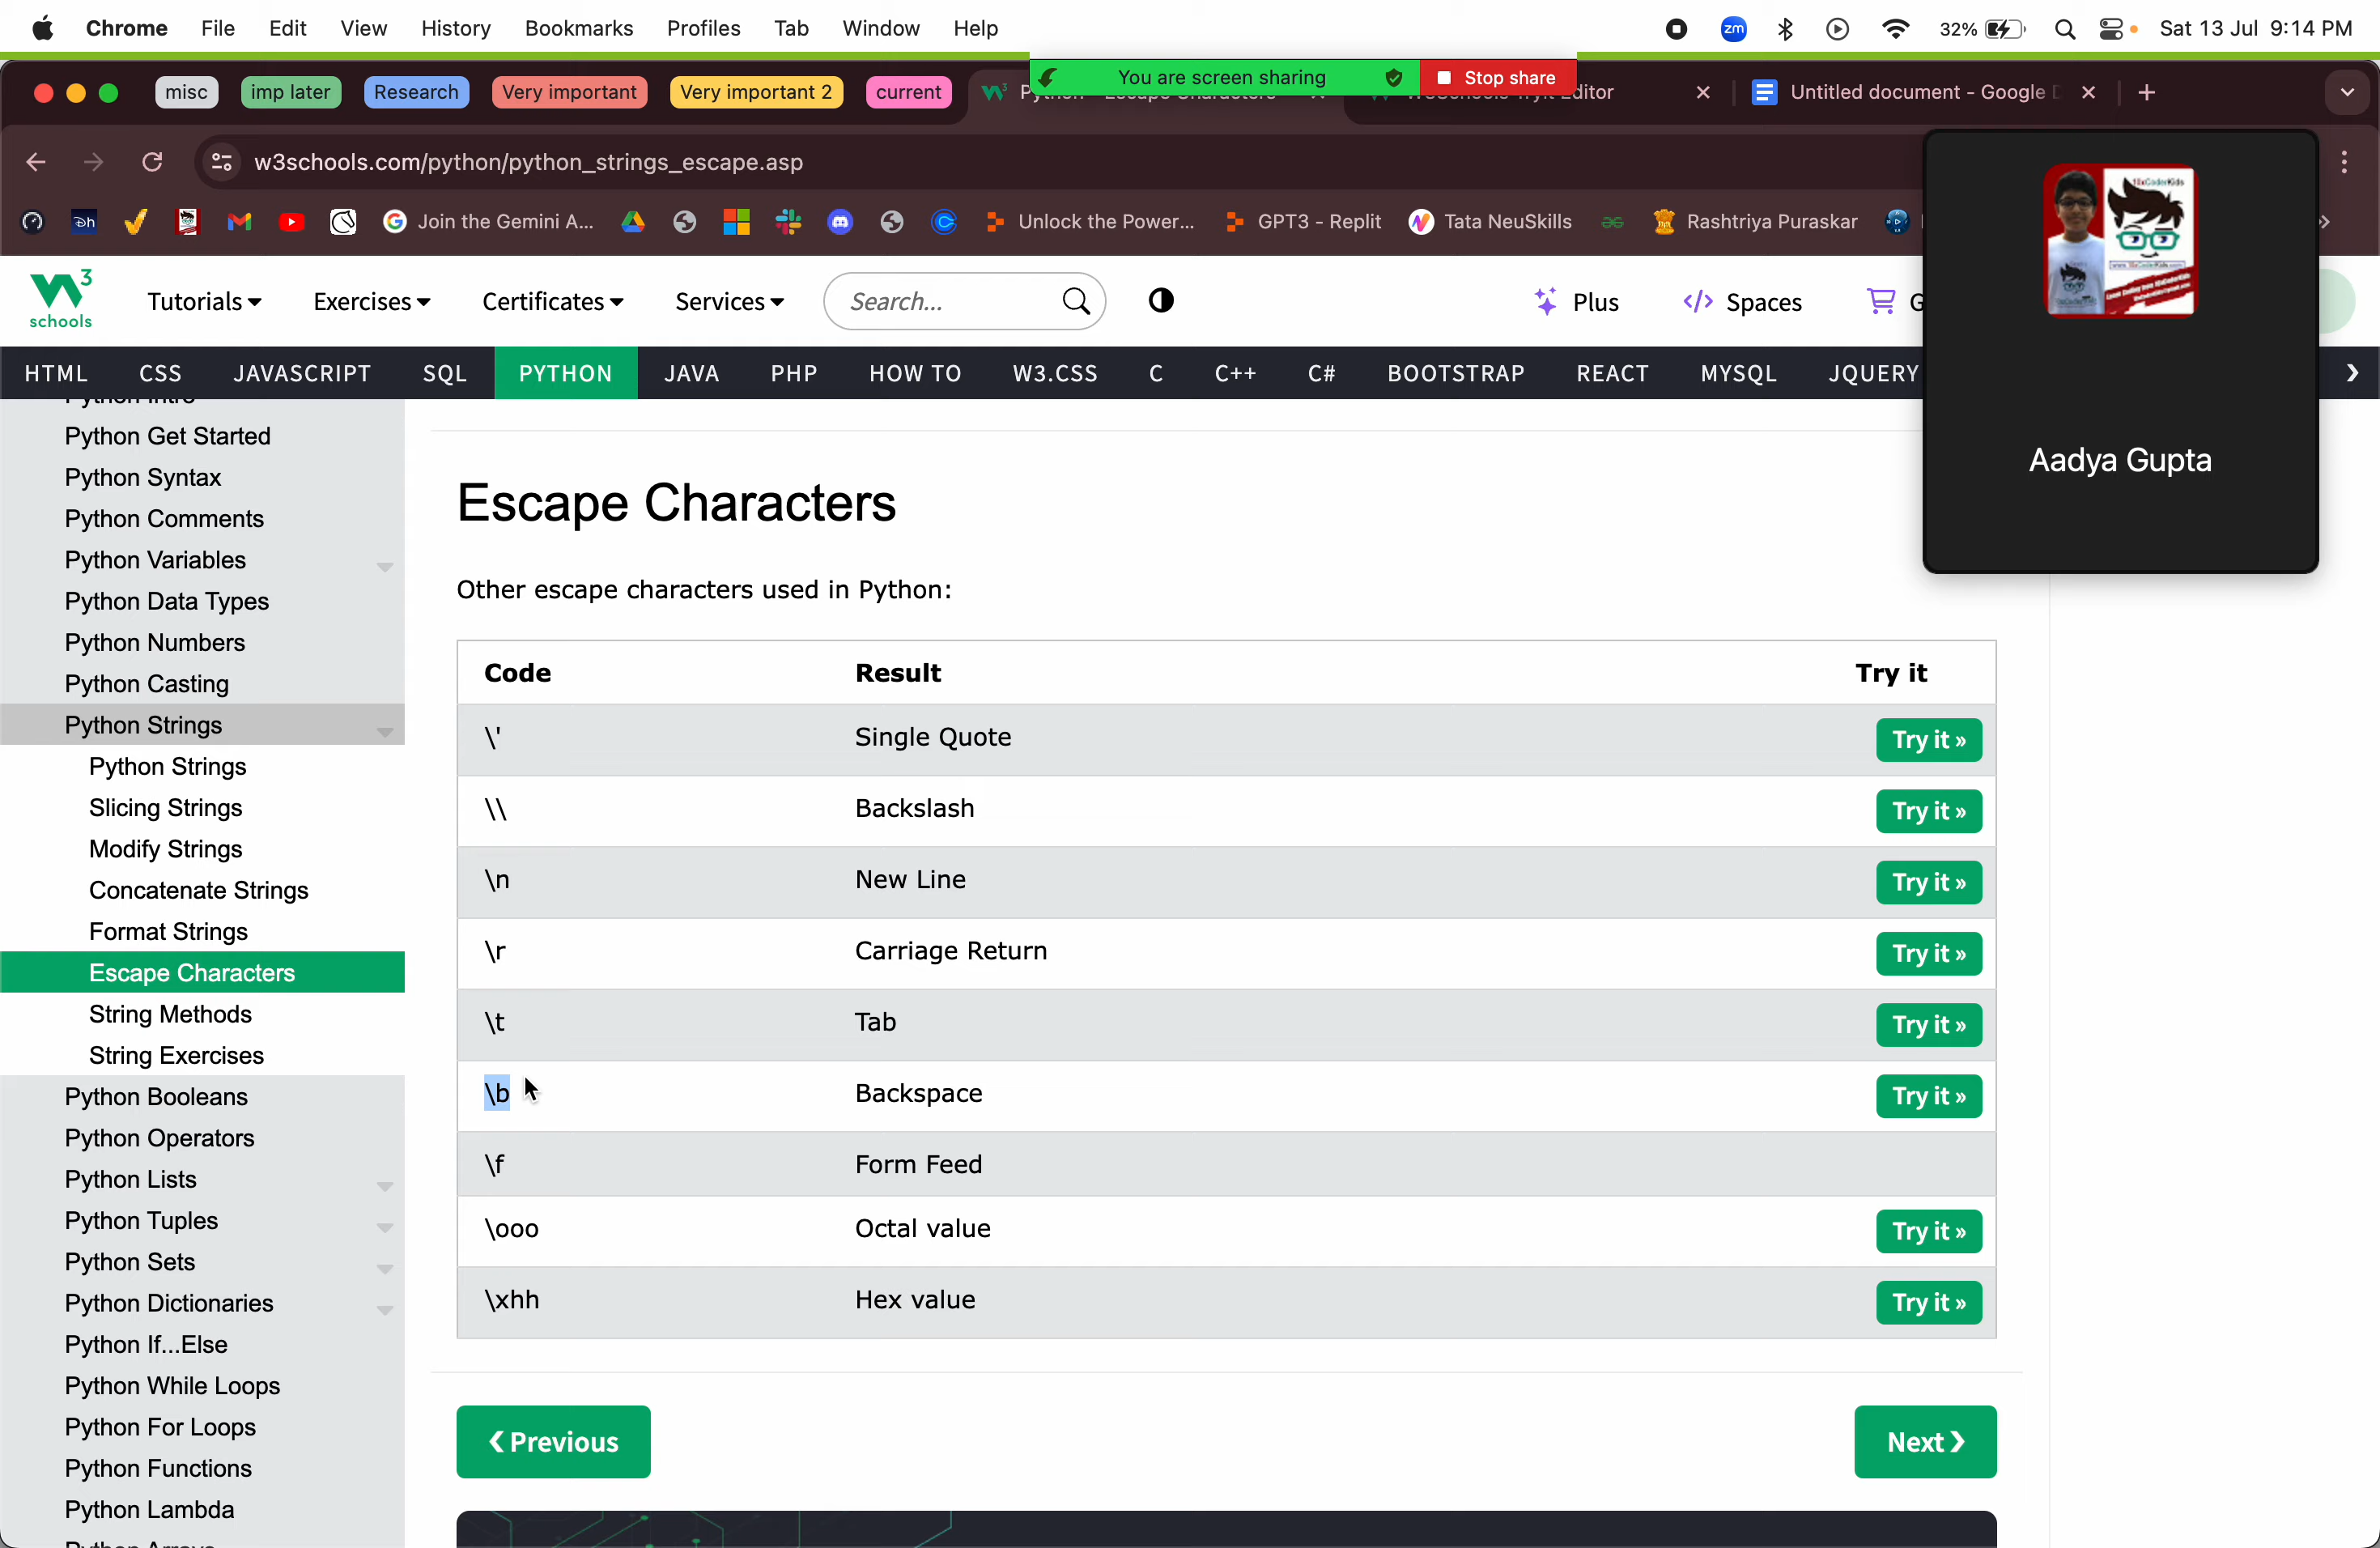 Chrome File Edit View History Bookmarks Profiles Tab Window Help
zm 32% Sat 13 Jul 9:14 PM
You are screen sharing Stop share
misc imp later Research Very important Very important 2 current Untitled document - Google
w3schools.com/python/python_strings_escape.asp
Join the Gemini A... Unlock the Power... GPT3 - Replit Tata NeuSkills Rashtriya Puraskar
Aadya Gupta
W3 schools
Tutorials Exercises Certificates Services Search... Plus Spaces G
HTML CSS JAVASCRIPT SQL PYTHON JAVA PHP HOW TO W3.CSS C C++ C# BOOTSTRAP REACT MYSQL JQUERY
Python Get Started
Python Syntax
Python Comments
Python Variables
Python Data Types
Python Numbers
Python Casting
Python Strings
Python Strings
Slicing Strings
Modify Strings
Concatenate Strings
Format Strings
Escape Characters
String Methods
String Exercises
Python Booleans
Python Operators
Python Lists
Python Tuples
Python Sets
Python Dictionaries
Python If...Else
Python While Loops
Python For Loops
Python Functions
Python Lambda
Escape Characters
Other escape characters used in Python:
Code Result Try it
\' Single Quote Try it »
\\ Backslash Try it »
\n New Line Try it »
\r Carriage Return Try it »
\t Tab Try it »
\b Backspace Try it »
\f Form Feed
\ooo Octal value Try it »
\xhh Hex value Try it »
❮ Previous Next ❯